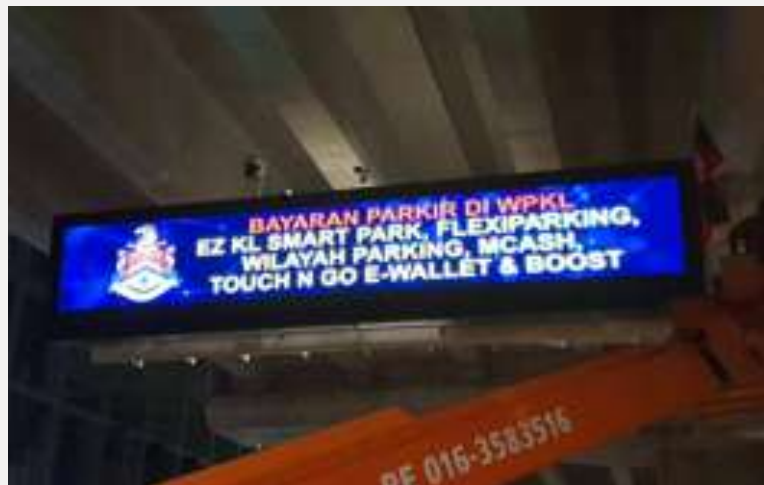 BAYARAN PARKIR DI WPKL
EZ KL SMART PARK, FLEXIPARKING,
WILAYAH PARKING, MCASH,
TOUCH N GO E-WALLET & BOOST
016-3583516